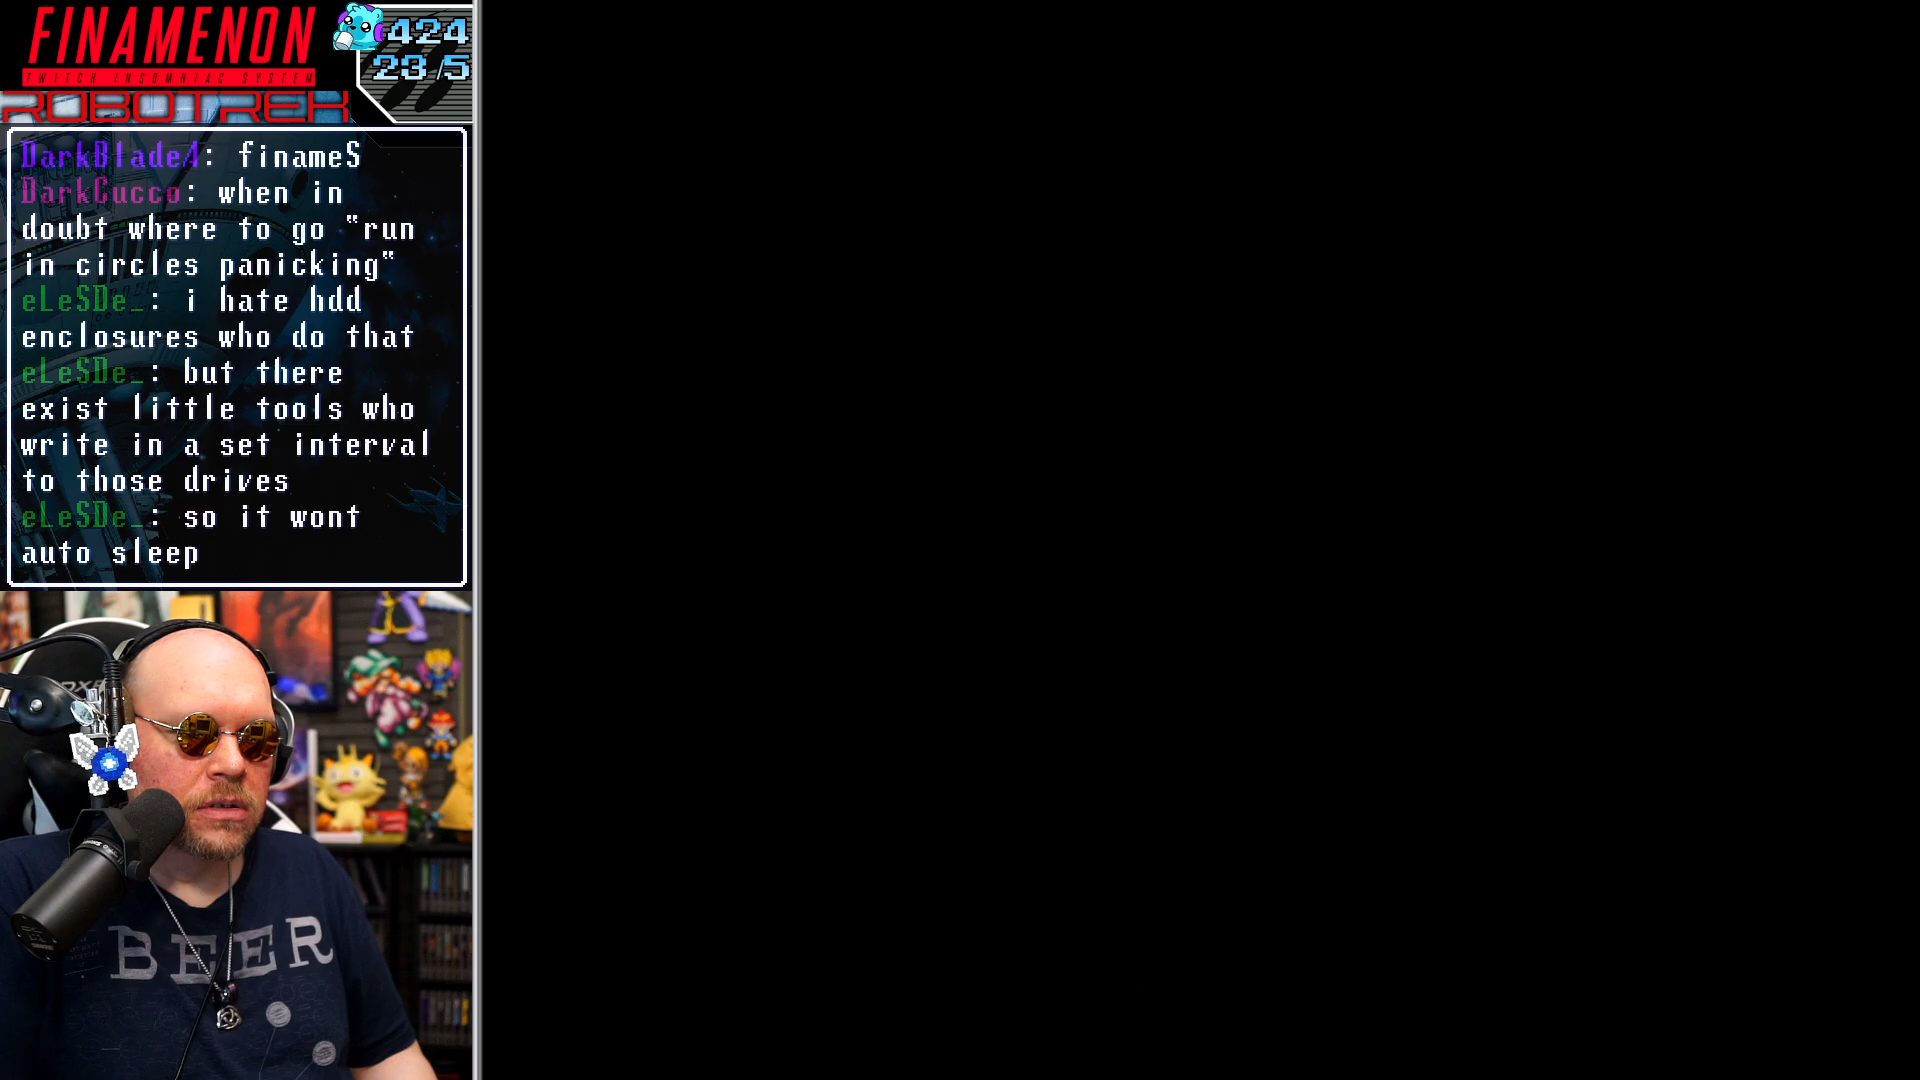 FINAMENON
TWITCH INSOMNIAC SYSTEM
424
23/5
ROBOTREK
DarkBlade4: finameS
DarkCucco: when in
doubt where to go "run
in circles panicking"
eLeSDe_: i hate hdd
enclosures who do that
eLeSDe_: but there
exist little tools who
write in a set interval
to those drives
eLeSDe_: so it wont
auto sleep
BEER